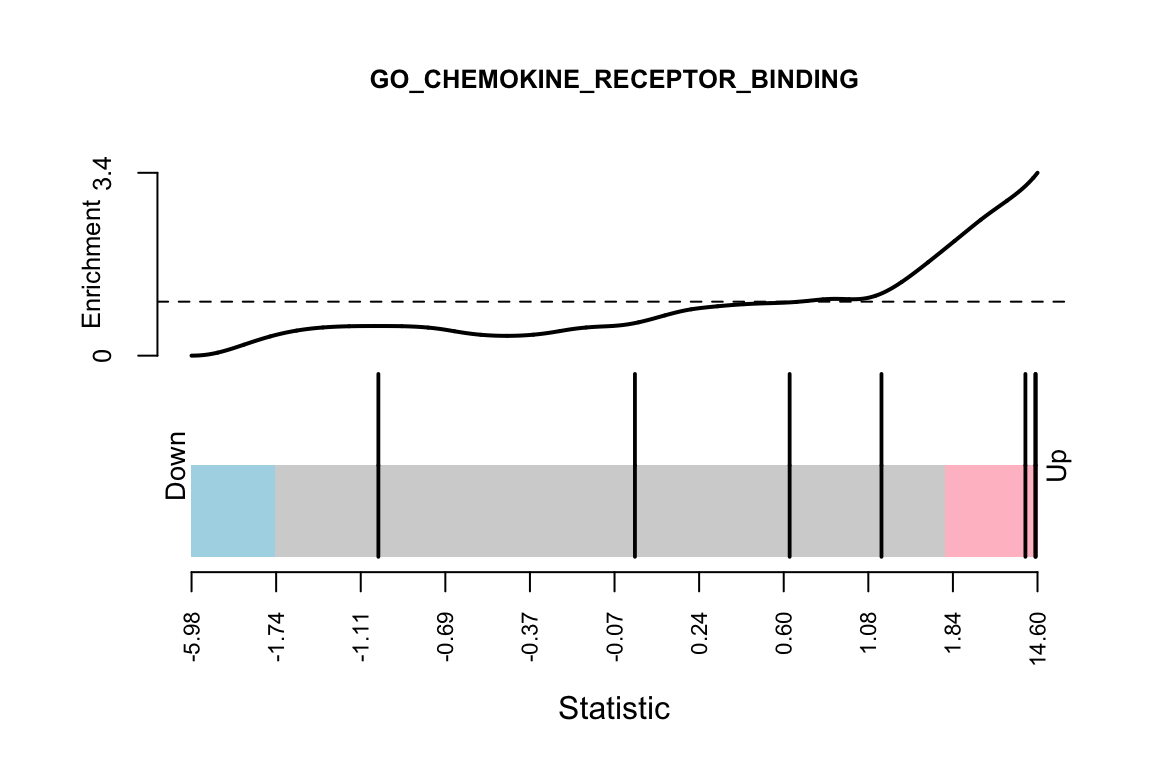 GO_CHEMOKINE_RECEPTOR_BINDING
3.4
Enrichment
0
Down
Up
-5.98
-1.74
-1.11
-0.69
-0.37
-0.07
0.24
0.60
1.08
1.84
14.60
Statistic